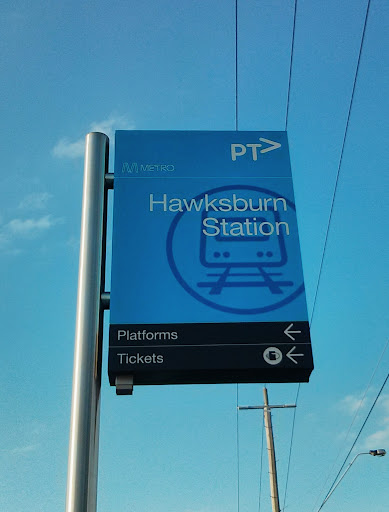 PT>
METRO
Hawksburn
Station
Platforms ←
Tickets ←